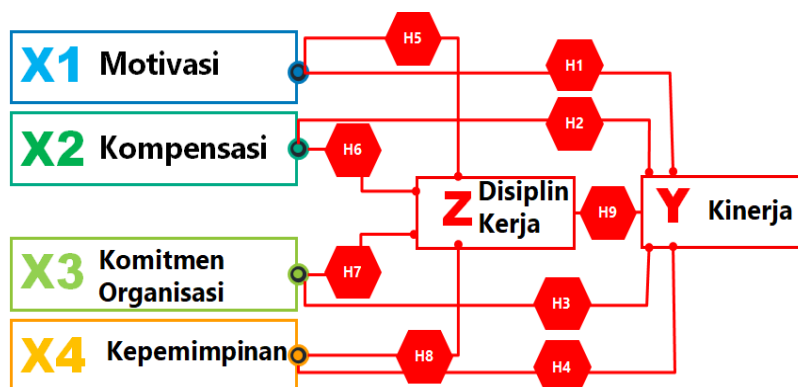 H5
X1 Motivasi
H1
H2
X2 Kompensasi
H6
Z Disiplin
Kerja
H9
Y Kinerja
X3 Komitmen
Organisasi
H7
H3
X4 Kepemimpinan
H8
H4